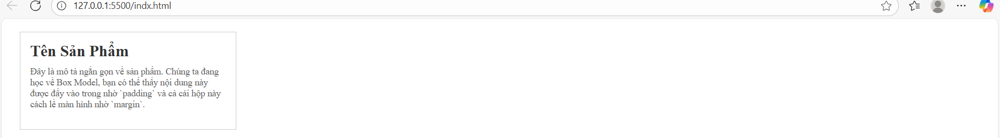 127.0.0.1:5500/indx.html
Tên Sản Phẩm
Đây là mô tả ngắn gọn về sản phẩm. Chúng ta đang
học về Box Model, bạn có thể thấy nội dung này
được đẩy vào trong nhờ `padding` và cả cái hộp này
cách lề màn hình nhờ `margin`.